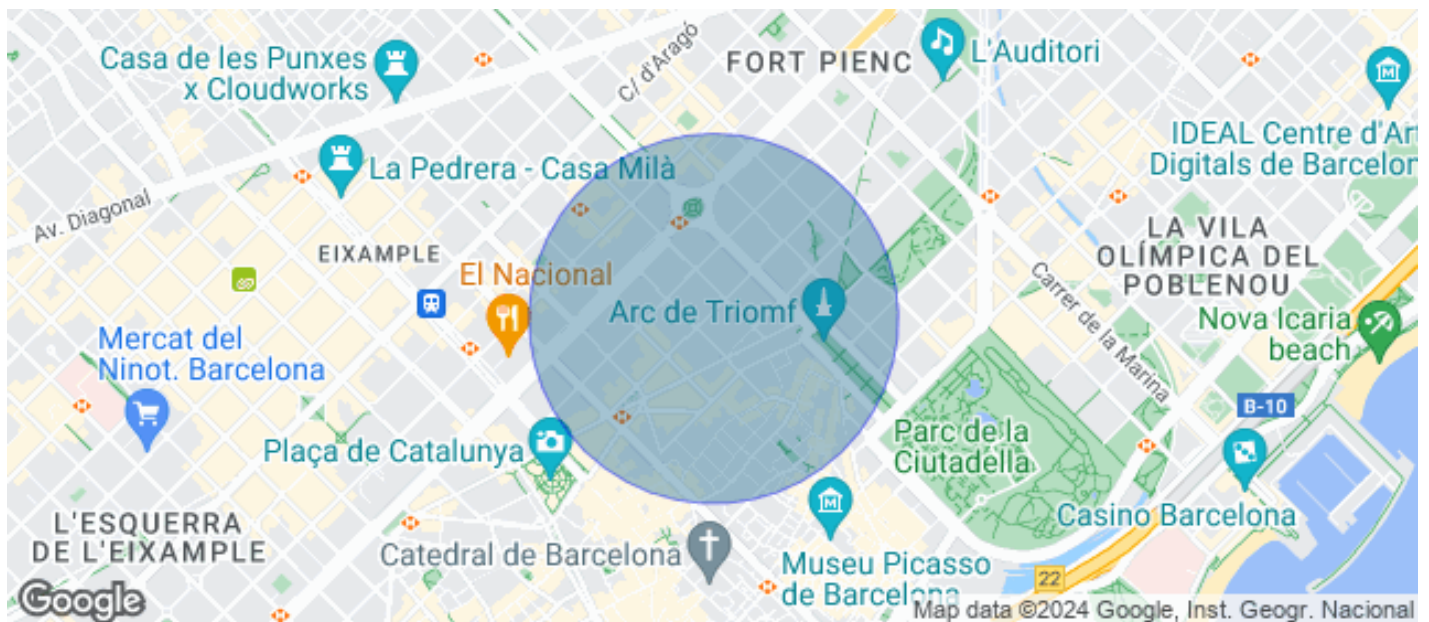 Casa de les Punxes
x Cloudworks
C/ d'Aragó
FORT PIENC
L'Auditori
IDEAL Centre d'Art
Digitals de Barcelon
La Pedrera - Casa Milà
Av. Diagonal
EIXAMPLE
El Nacional
Arc de Triomf
LA VILA
OLÍMPICA DEL
POBLENOU
Carrer de la Marina
Nova Icaria
beach
Mercat del
Ninot. Barcelona
B-10
Plaça de Catalunya
Parc de la
Ciutadella
Casino Barcelona
L'ESQUERRA
DE L'EIXAMPLE
Catedral de Barcelona
Museu Picasso
de Barcelona
22
Google
Map data ©2024 Google, Inst. Geogr. Nacional